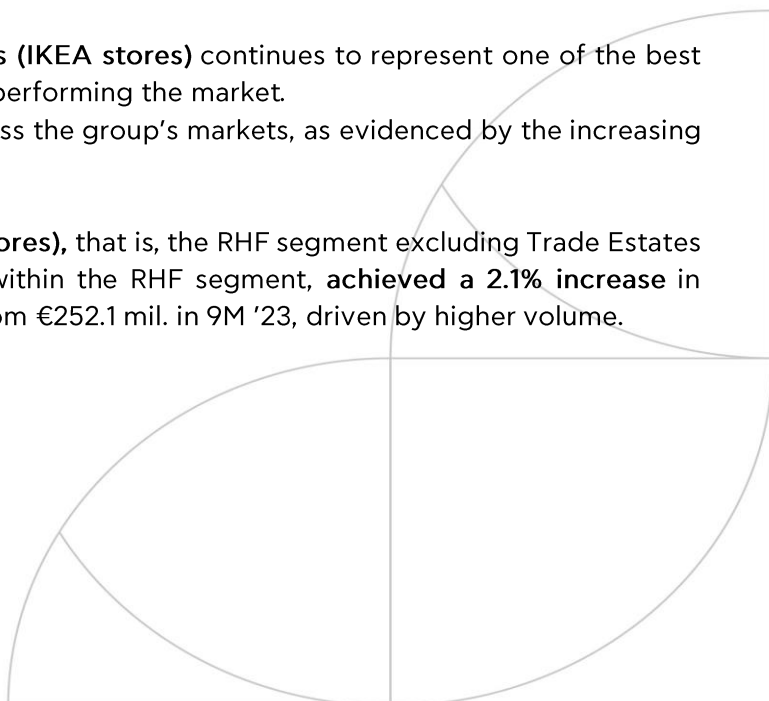 s (IKEA stores) continues to represent one of the best
performing the market.
ss the group's markets, as evidenced by the increasing
ores), that is, the RHF segment excluding Trade Estates
within the RHF segment, achieved a 2.1% increase in
om €252.1 mil. in 9M '23, driven by higher volume.